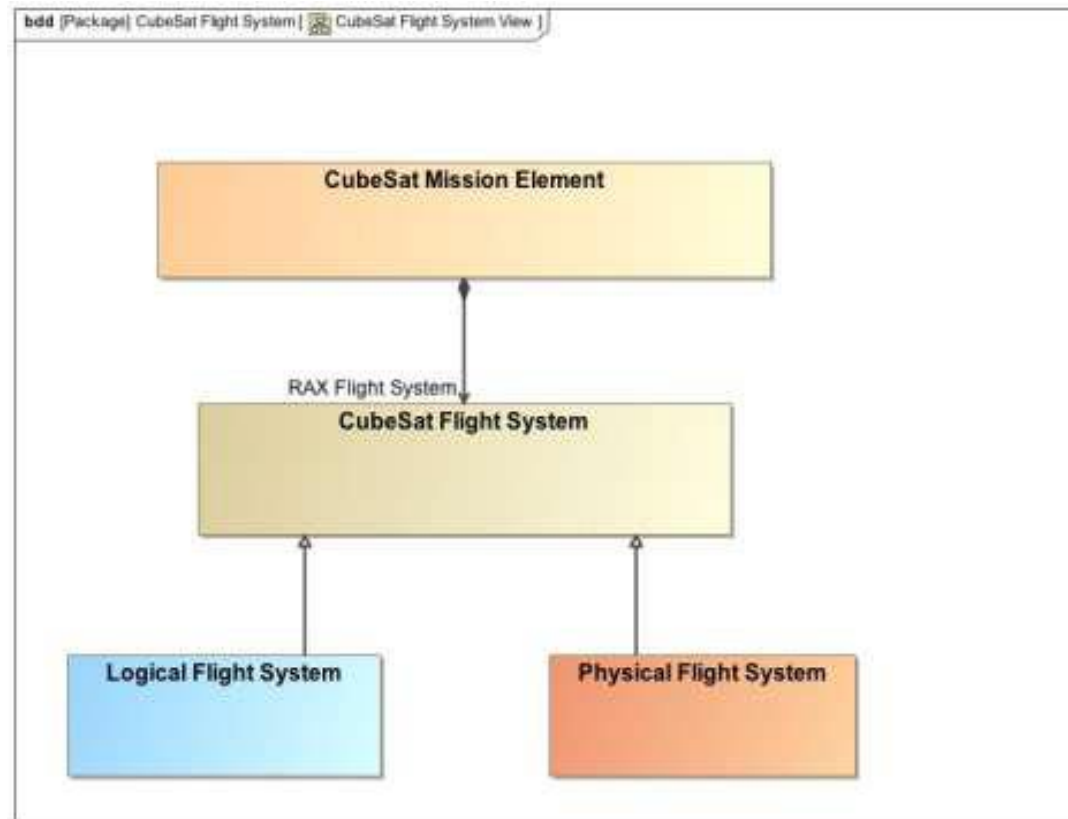 bdd [Package] CubeSat Flight System [ CubeSat Flight System View ]
CubeSat Mission Element
RAX Flight System
CubeSat Flight System
Logical Flight System
Physical Flight System